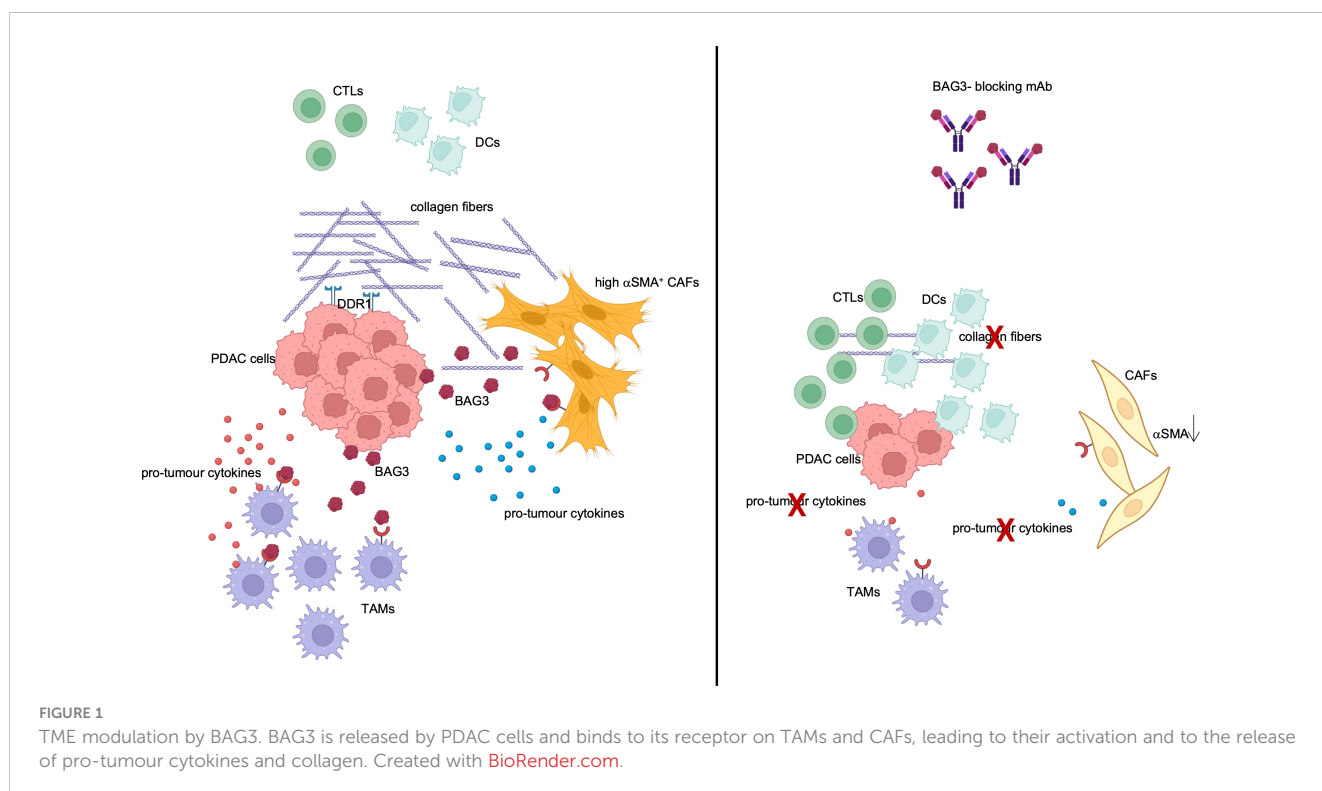 CTLs
DCs
collagen fibers
high αSMA⁺ CAFs
DDR1
PDAC cells
BAG3
pro-tumour cytokines
BAG3
pro-tumour cytokines
TAMs
BAG3- blocking mAb
CTLs
DCs
collagen fibers
CAFs
αSMA↓
PDAC cells
pro-tumour cytokines
pro-tumour cytokines
TAMs
FIGURE 1
TME modulation by BAG3. BAG3 is released by PDAC cells and binds to its receptor on TAMs and CAFs, leading to their activation and to the release
of pro-tumour cytokines and collagen. Created with BioRender.com.